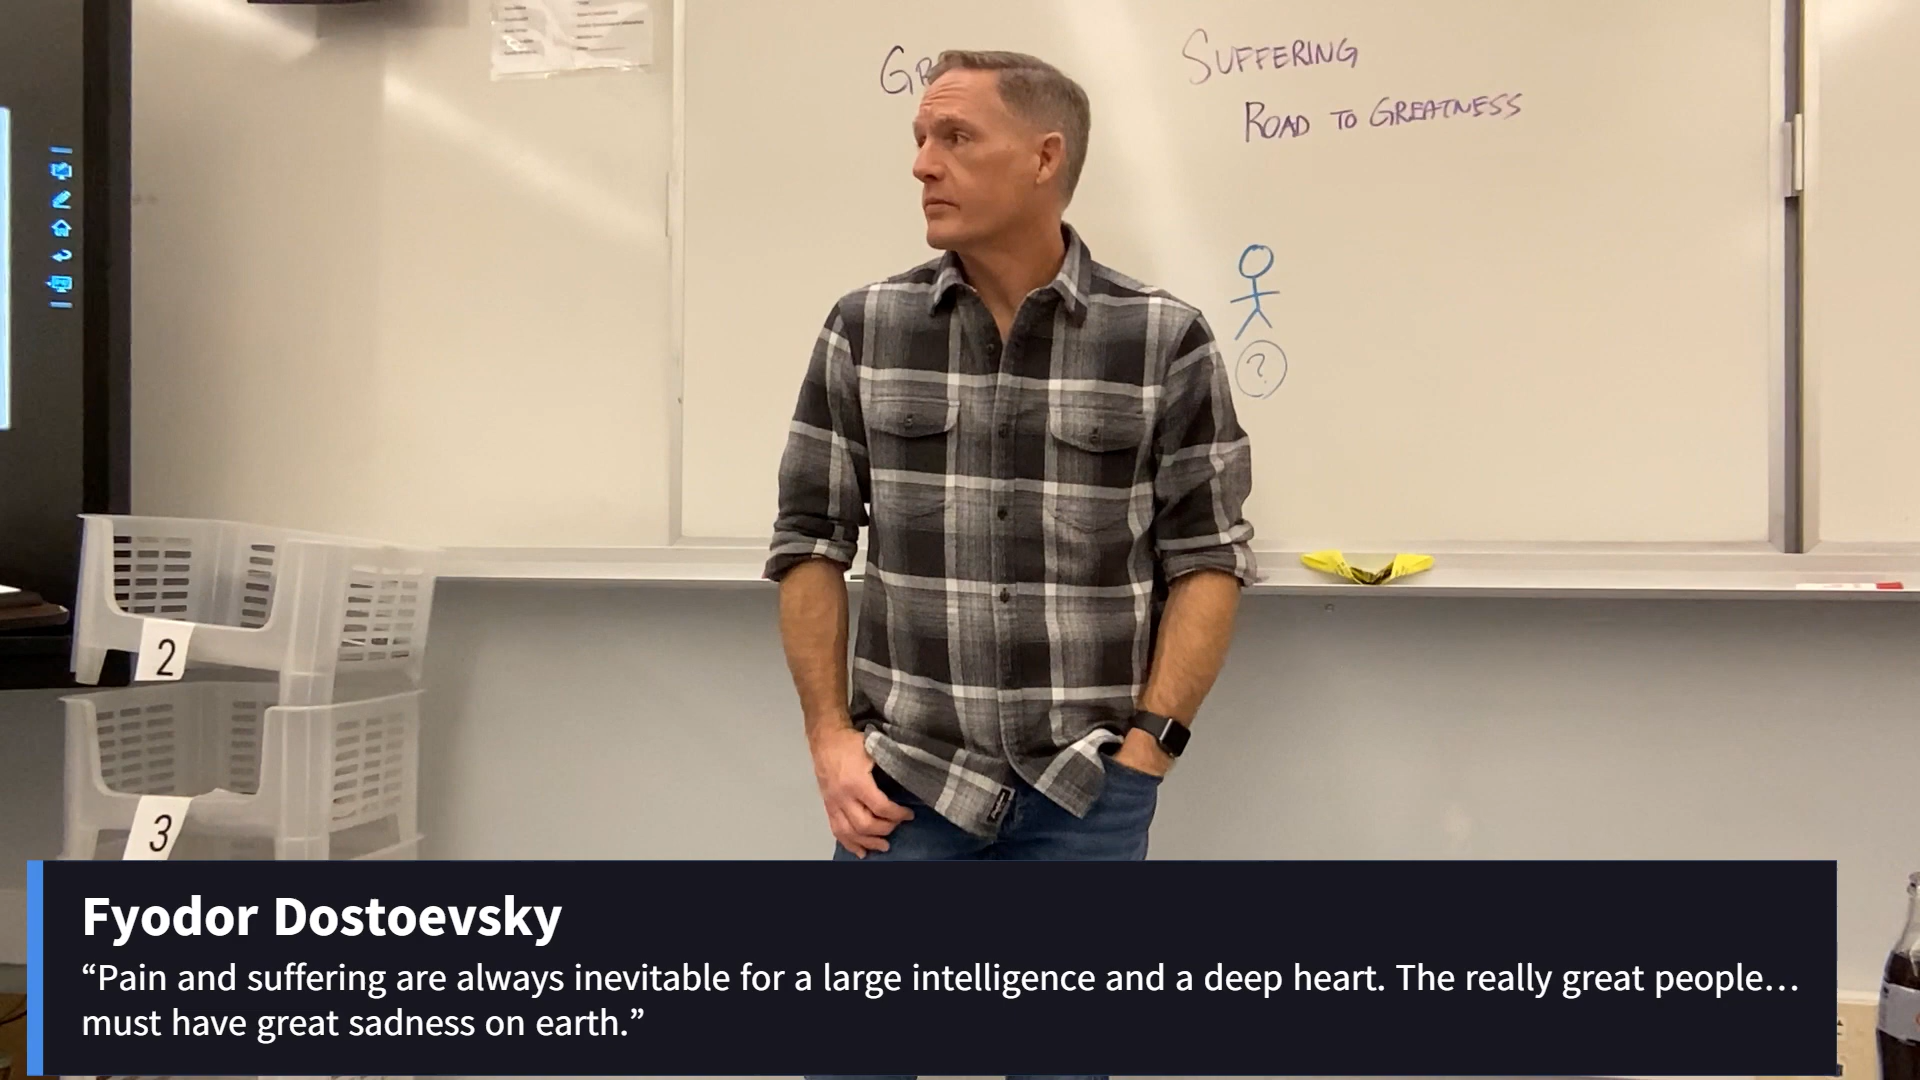 SUFFERING
ROAD TO GREATNESS
?
2
3
Fyodor Dostoevsky
“Pain and suffering are always inevitable for a large intelligence and a deep heart. The really great people…
must have great sadness on earth.”